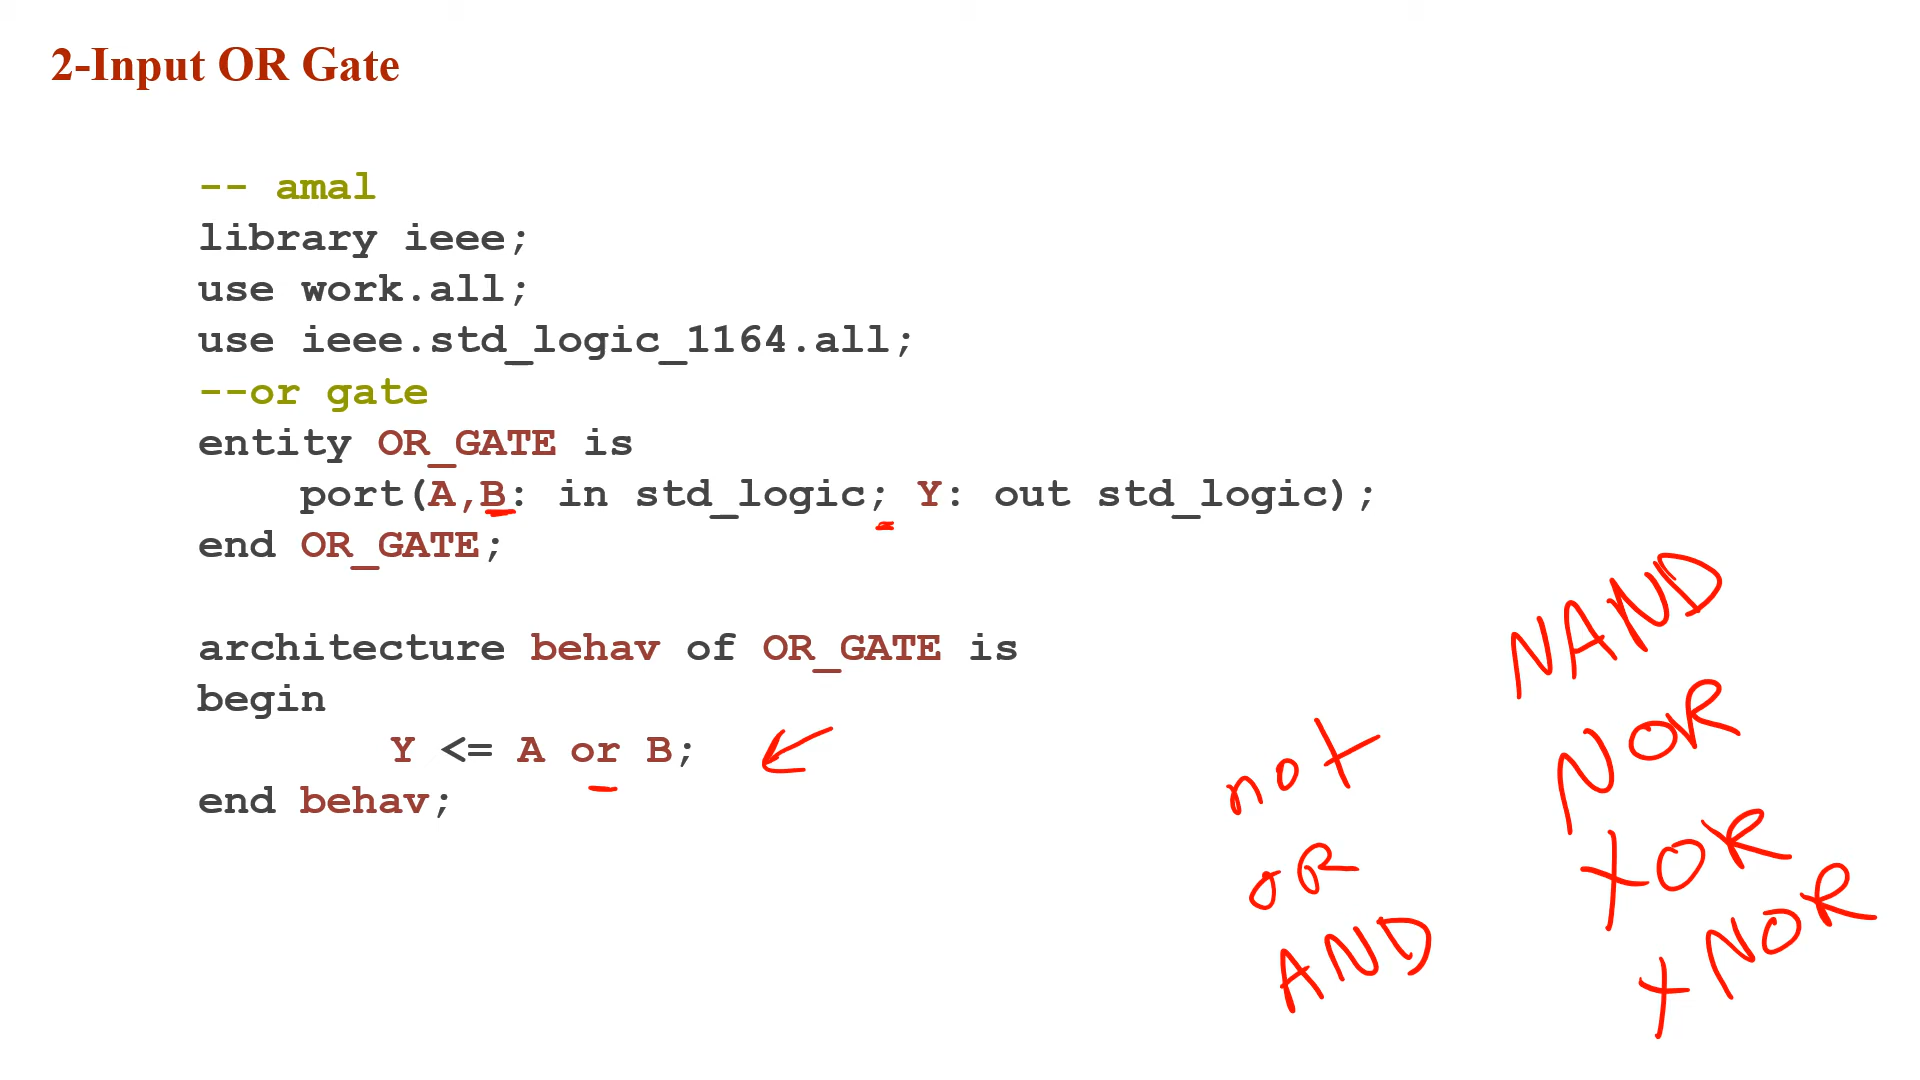 2-Input OR Gate
-- amal
library ieee;
use work.all;
use ieee.std_logic_1164.all;
--or gate
entity OR_GATE is
port(A,B: in std_logic; Y: out std_logic);
end OR_GATE;
architecture behav of OR_GATE is
begin
Y <= A or B;
end behav;
not
OR
AND
NAND
NOR
XOR
XNOR